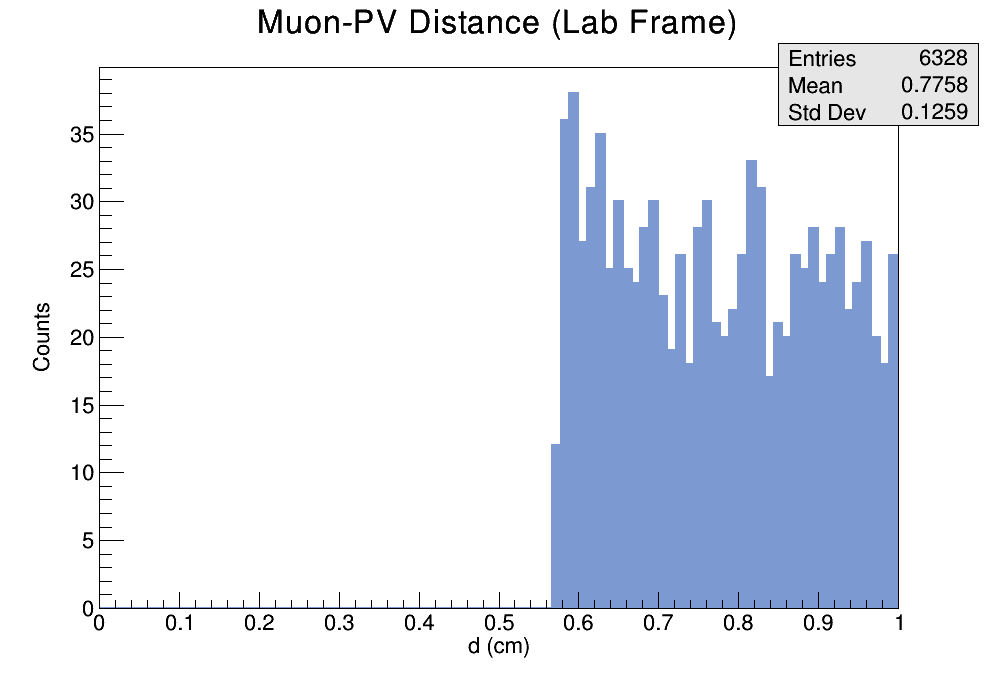 Muon-PV Distance (Lab Frame)
Entries 6328
Mean 0.7758
Std Dev 0.1259
35
30
25
20
15
10
5
0
Counts
0 0.1 0.2 0.3 0.4 0.5 0.6 0.7 0.8 0.9 1
d (cm)